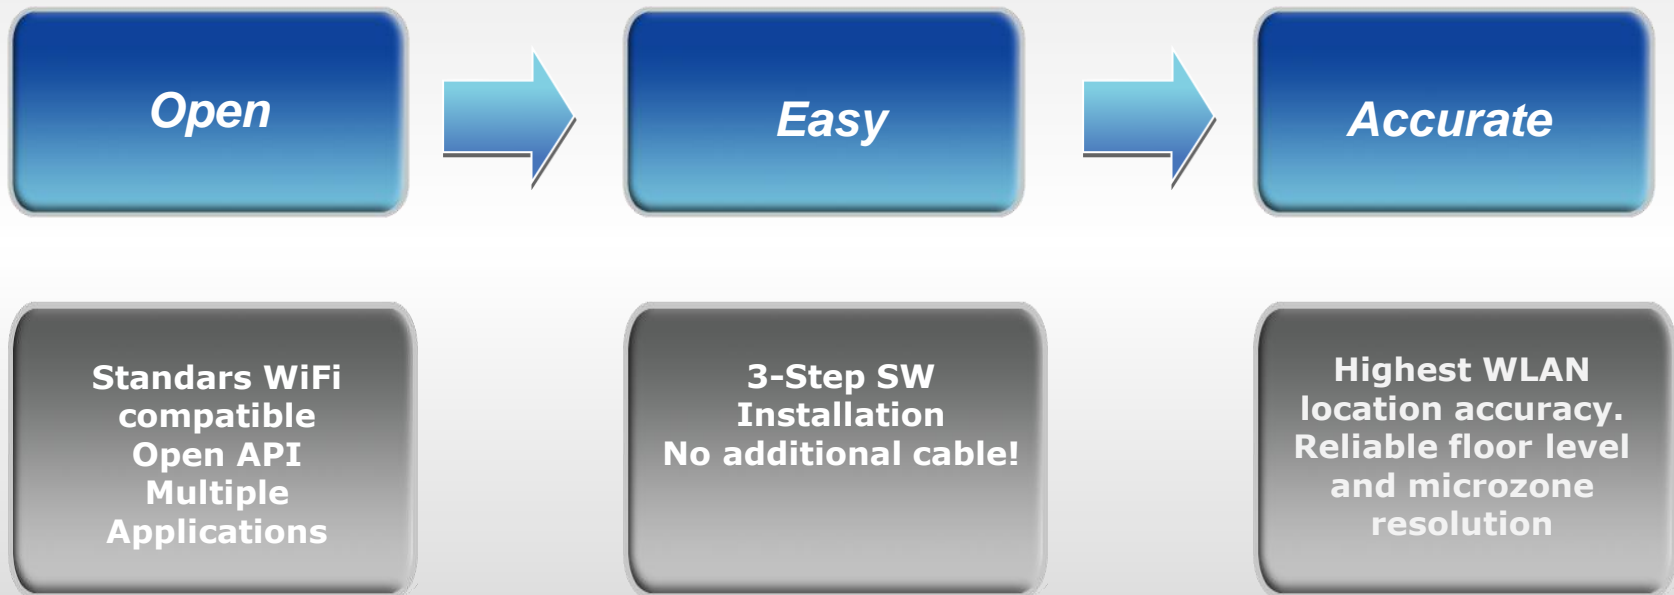 Open
Easy
Accurate
Standars WiFi
compatible
Open API
Multiple
Applications
3-Step SW
Installation
No additional cable!
Highest WLAN
location accuracy.
Reliable floor level
and microzone
resolution